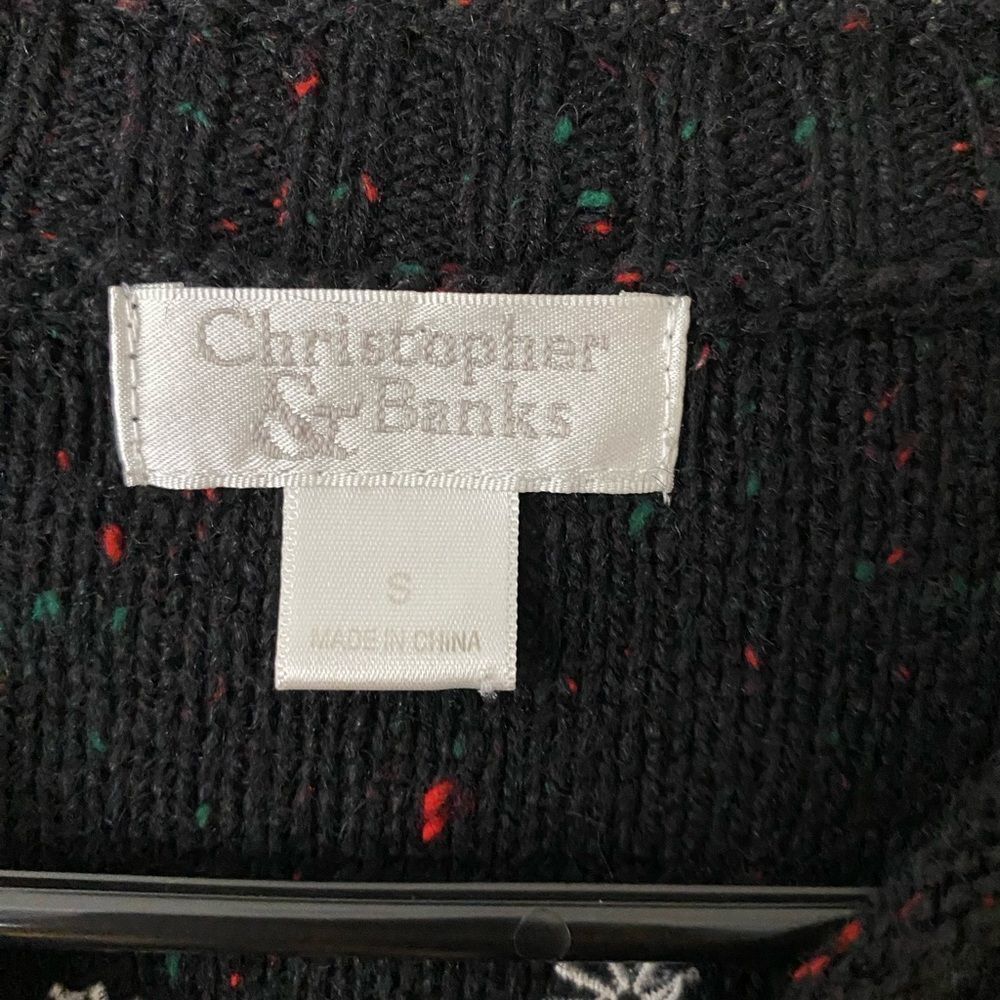 Christopher
& Banks
S
MADE IN CHINA